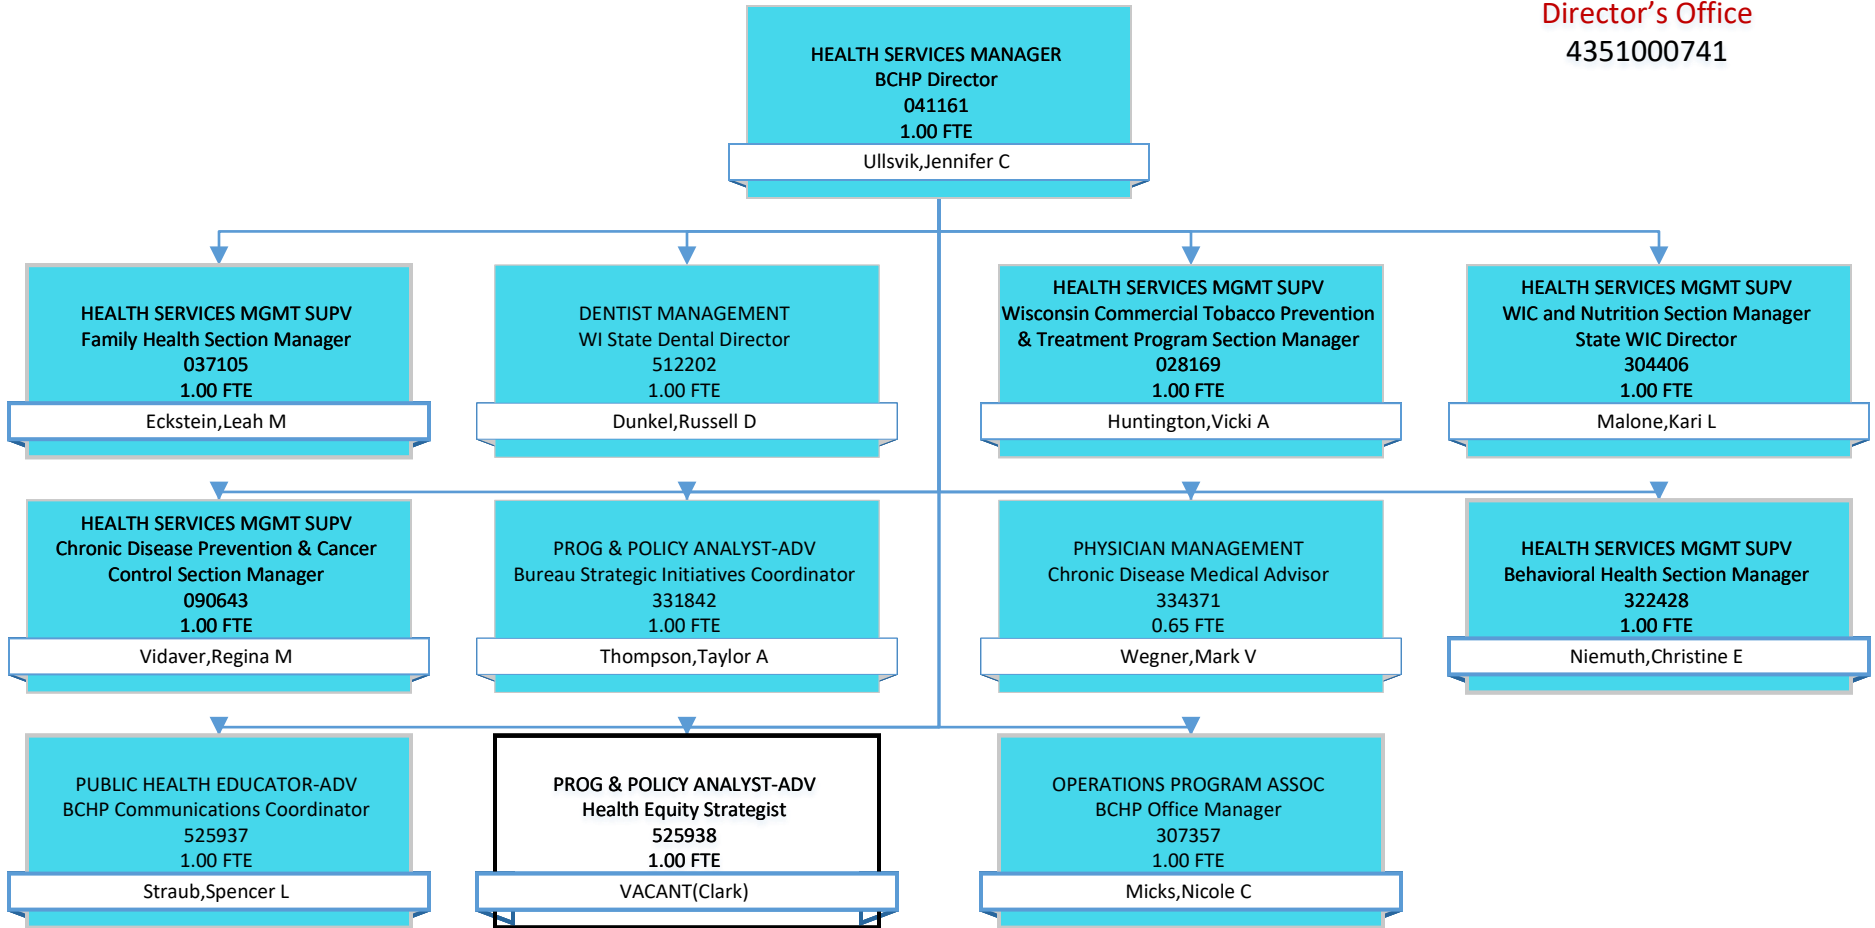 Director’s Office
4351000741
HEALTH SERVICES MANAGER
BCHP Director
041161
1.00 FTE
Ullsvik,Jennifer C
HEALTH SERVICES MGMT SUPV
Family Health Section Manager
037105
1.00 FTE
Eckstein,Leah M
DENTIST MANAGEMENT
WI State Dental Director
512202
1.00 FTE
Dunkel,Russell D
HEALTH SERVICES MGMT SUPV
Wisconsin Commercial Tobacco Prevention
& Treatment Program Section Manager
028169
1.00 FTE
Huntington,Vicki A
HEALTH SERVICES MGMT SUPV
WIC and Nutrition Section Manager
State WIC Director
304406
1.00 FTE
Malone,Kari L
HEALTH SERVICES MGMT SUPV
Chronic Disease Prevention & Cancer
Control Section Manager
090643
1.00 FTE
Vidaver,Regina M
PROG & POLICY ANALYST-ADV
Bureau Strategic Initiatives Coordinator
331842
1.00 FTE
Thompson,Taylor A
PHYSICIAN MANAGEMENT
Chronic Disease Medical Advisor
334371
0.65 FTE
Wegner,Mark V
HEALTH SERVICES MGMT SUPV
Behavioral Health Section Manager
322428
1.00 FTE
Niemuth,Christine E
PUBLIC HEALTH EDUCATOR-ADV
BCHP Communications Coordinator
525937
1.00 FTE
Straub,Spencer L
PROG & POLICY ANALYST-ADV
Health Equity Strategist
525938
1.00 FTE
VACANT(Clark)
OPERATIONS PROGRAM ASSOC
BCHP Office Manager
307357
1.00 FTE
Micks,Nicole C